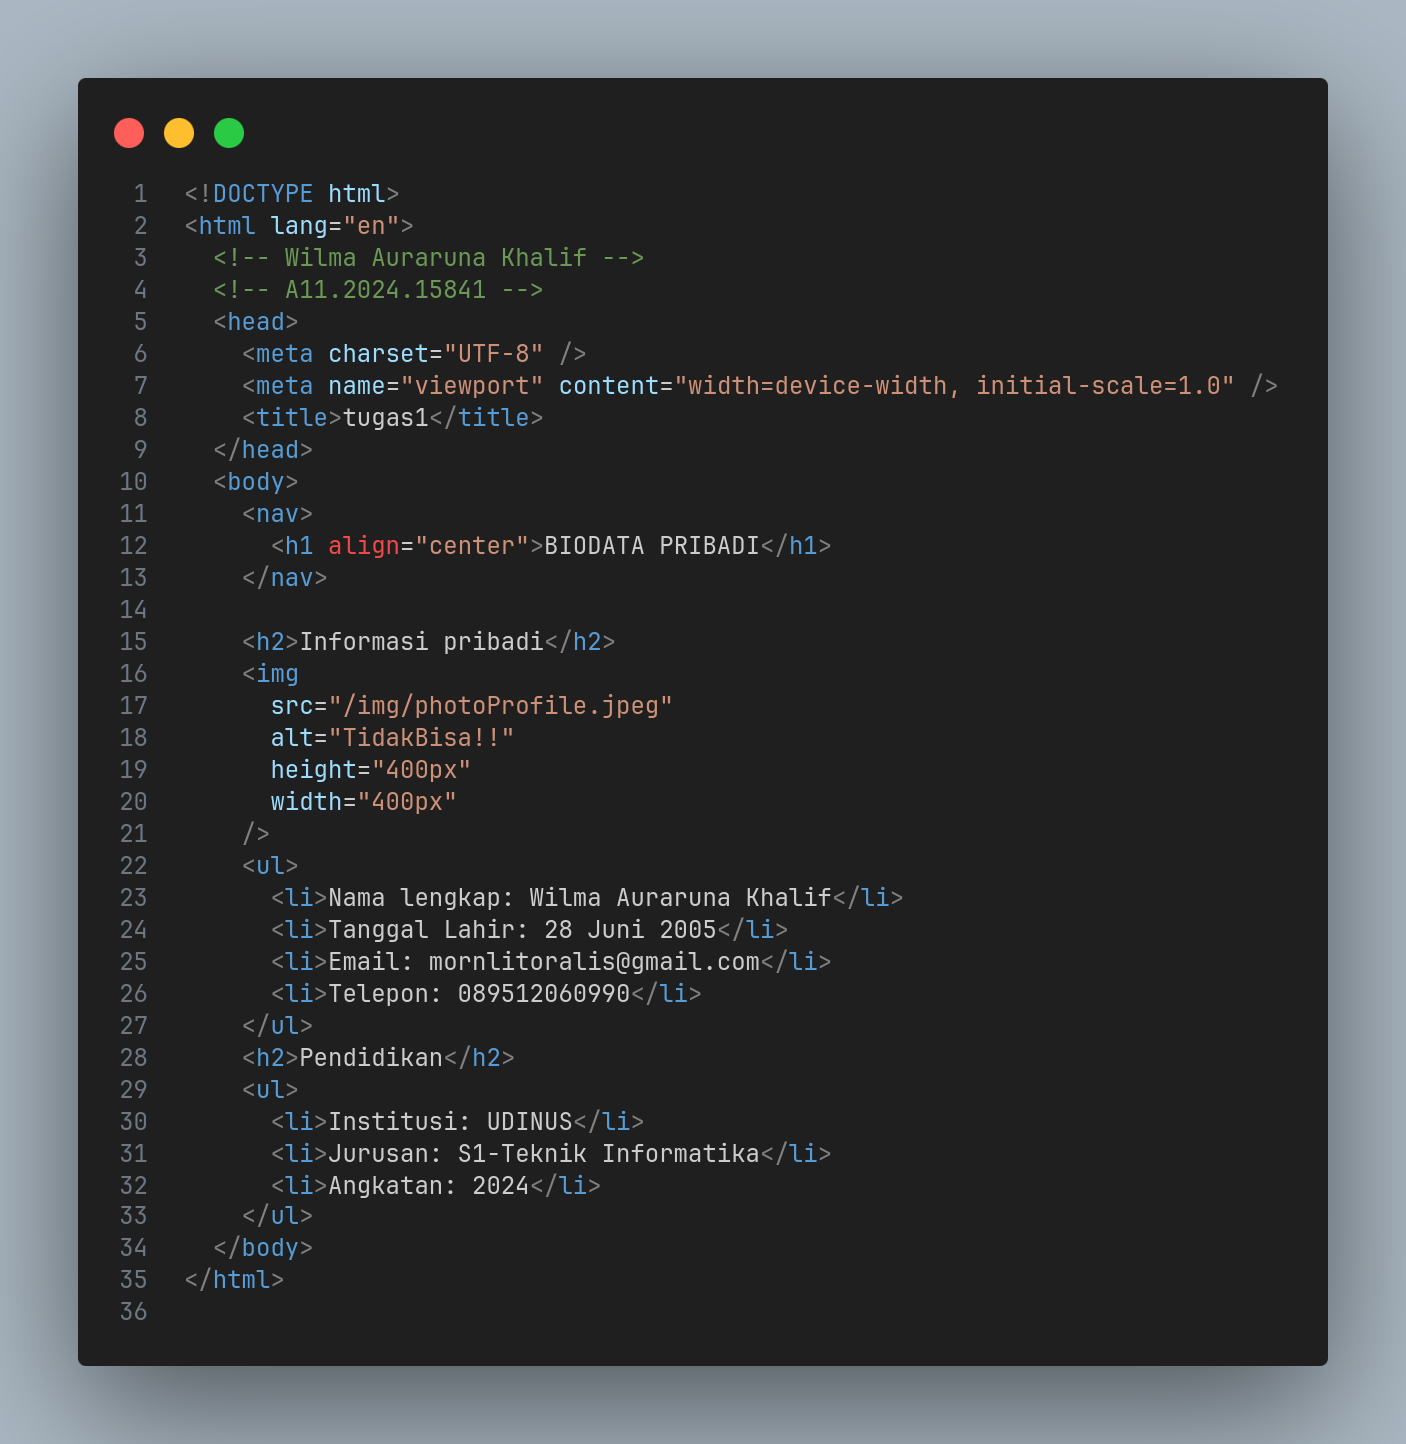 1 <!DOCTYPE html>
2 <html lang="en">
3   <!-- Wilma Auraruna Khalif -->
4   <!-- A11.2024.15841 -->
5   <head>
6     <meta charset="UTF-8" />
7     <meta name="viewport" content="width=device-width, initial-scale=1.0" />
8     <title>tugas1</title>
9   </head>
10   <body>
11     <nav>
12       <h1 align="center">BIODATA PRIBADI</h1>
13     </nav>
14
15     <h2>Informasi pribadi</h2>
16     <img
17       src="/img/photoProfile.jpeg"
18       alt="TidakBisa!!"
19       height="400px"
20       width="400px"
21     />
22     <ul>
23       <li>Nama lengkap: Wilma Auraruna Khalif</li>
24       <li>Tanggal Lahir: 28 Juni 2005</li>
25       <li>Email: mornlitoralis@gmail.com</li>
26       <li>Telepon: 089512060990</li>
27     </ul>
28     <h2>Pendidikan</h2>
29     <ul>
30       <li>Institusi: UDINUS</li>
31       <li>Jurusan: S1-Teknik Informatika</li>
32       <li>Angkatan: 2024</li>
33     </ul>
34   </body>
35 </html>
36